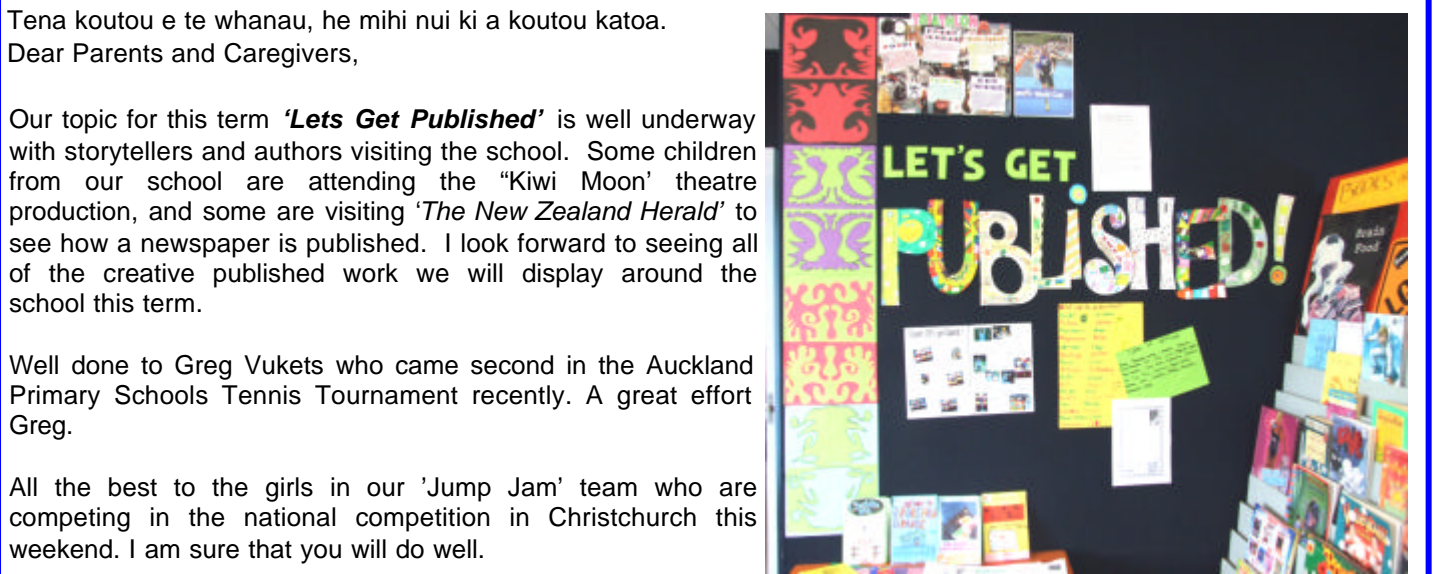 Tena koutou e te whanau, he mihi nui ki a koutou katoa.
Dear Parents and Caregivers,
Our topic for this term ‘Lets Get Published’ is well underway
with storytellers and authors visiting the school. Some children
from our school are attending the “Kiwi Moon’ theatre
production, and some are visiting ‘The New Zealand Herald’ to
see how a newspaper is published. I look forward to seeing all
of the creative published work we will display around the
school this term.
Well done to Greg Vukets who came second in the Auckland
Primary Schools Tennis Tournament recently. A great effort
Greg.
All the best to the girls in our ’Jump Jam’ team who are
competing in the national competition in Christchurch this
weekend. I am sure that you will do well.
LET'S GET
PUBLISHED!
Brain
Food